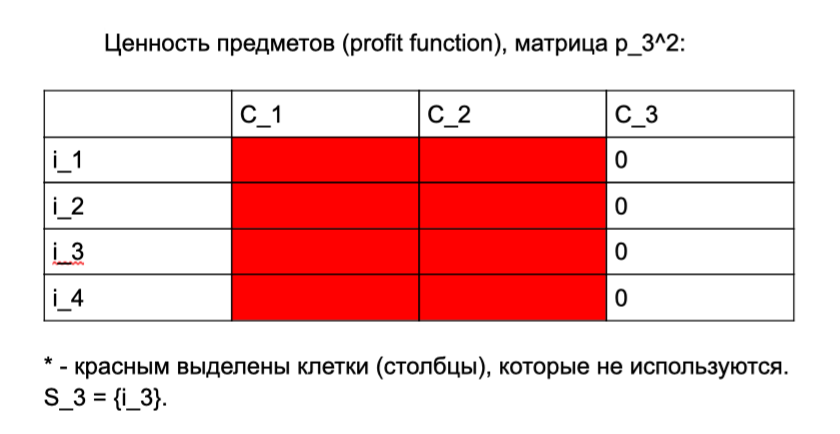 Ценность предметов (profit function), матрица p_3^2:
C_1 C_2 C_3
i_1 0
i_2 0
i_3 0
i_4 0
* - красным выделены клетки (столбцы), которые не используются.
S_3 = {i_3}.